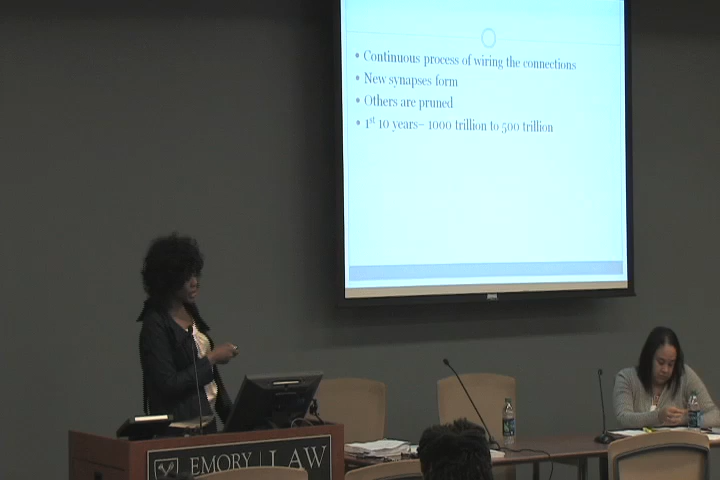 • Continuous process of wiring the connections
• New synapses form
• Others are pruned
• 1st 10 years– 1000 trillion to 500 trillion
EMORY | LAW